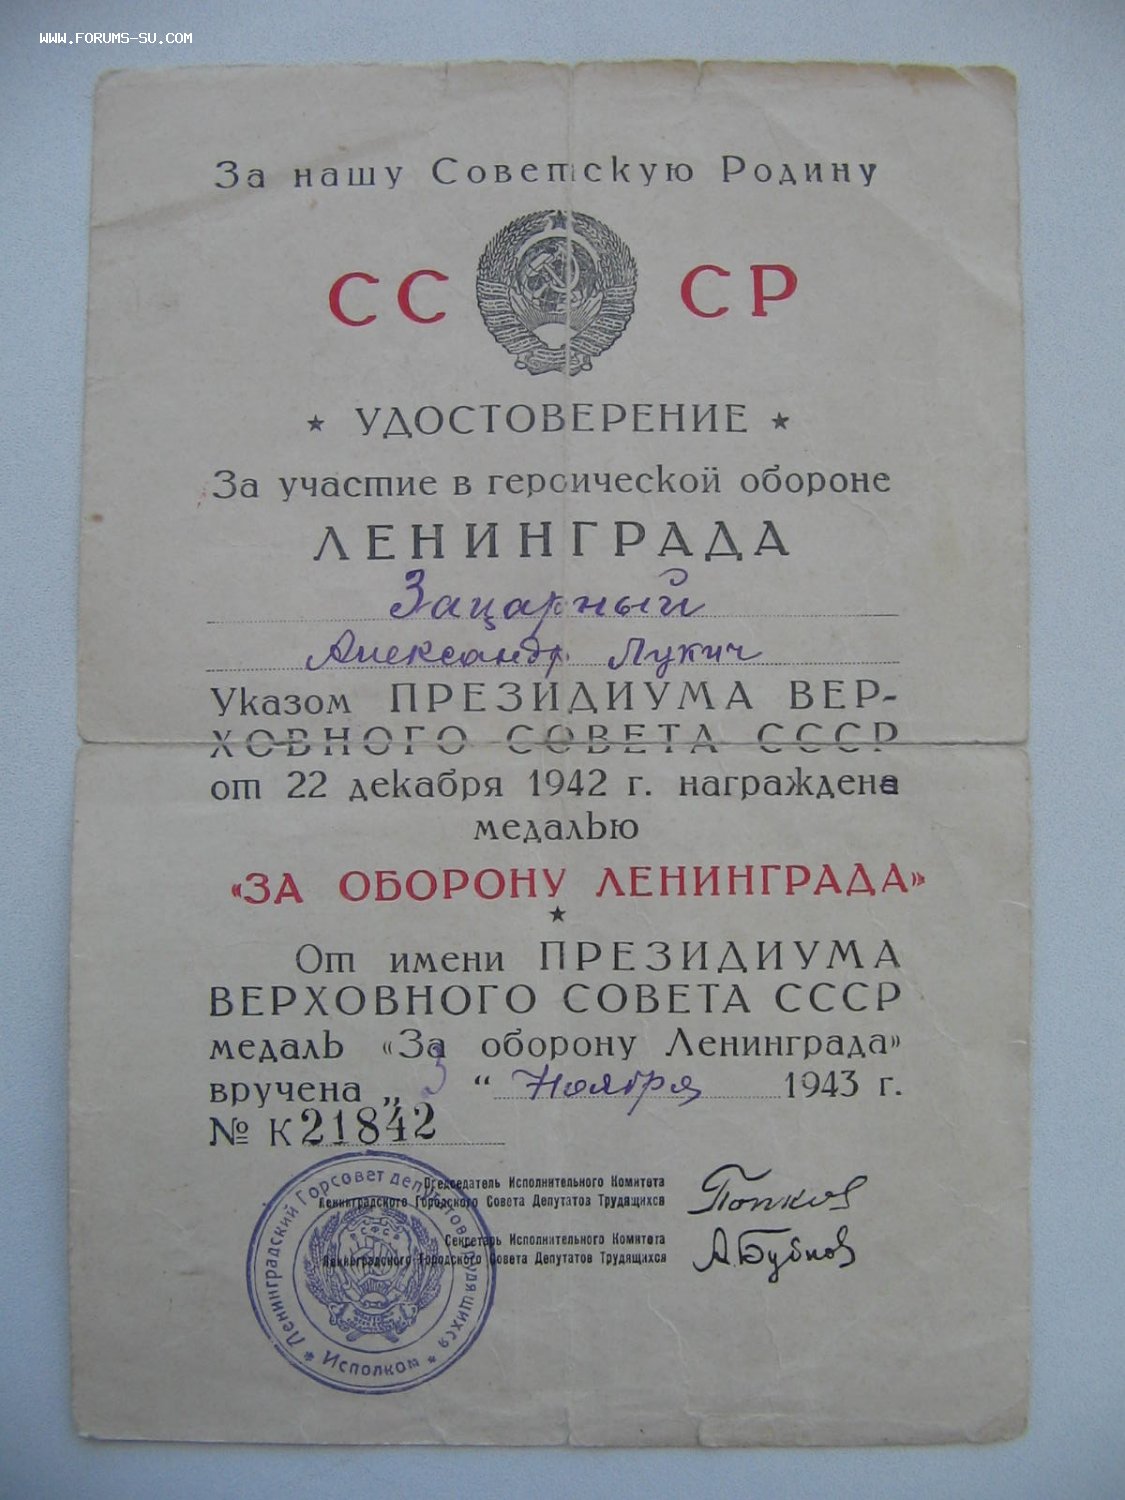 WWW.FORUMS-SU.COM
За нашу Советскую Родину
СС СР
★ УДОСТОВЕРЕНИЕ ★
За участие в героической обороне
ЛЕНИНГРАДА
Зацарный
Александр Лукич
Указом ПРЕЗИДИУМА ВЕР-
ХОВНОГО СОВЕТА СССР
от 22 декабря 1942 г. награжден
медалью
«ЗА ОБОРОНУ ЛЕНИНГРАДА»
★
От имени ПРЕЗИДИУМА
ВЕРХОВНОГО СОВЕТА СССР
медаль «За оборону Ленинграда»
вручена „3“ Ноября 1943 г.
№ К 21842
Председатель Исполнительного Комитета
Ленинградского Городского Совета Депутатов Трудящихся
Попков
Секретарь Исполнительного Комитета
Ленинградского Городского Совета Депутатов Трудящихся
А Бубнов
Ленинградский Горсовет депутатов трудящихся * Исполком *
РСФСР